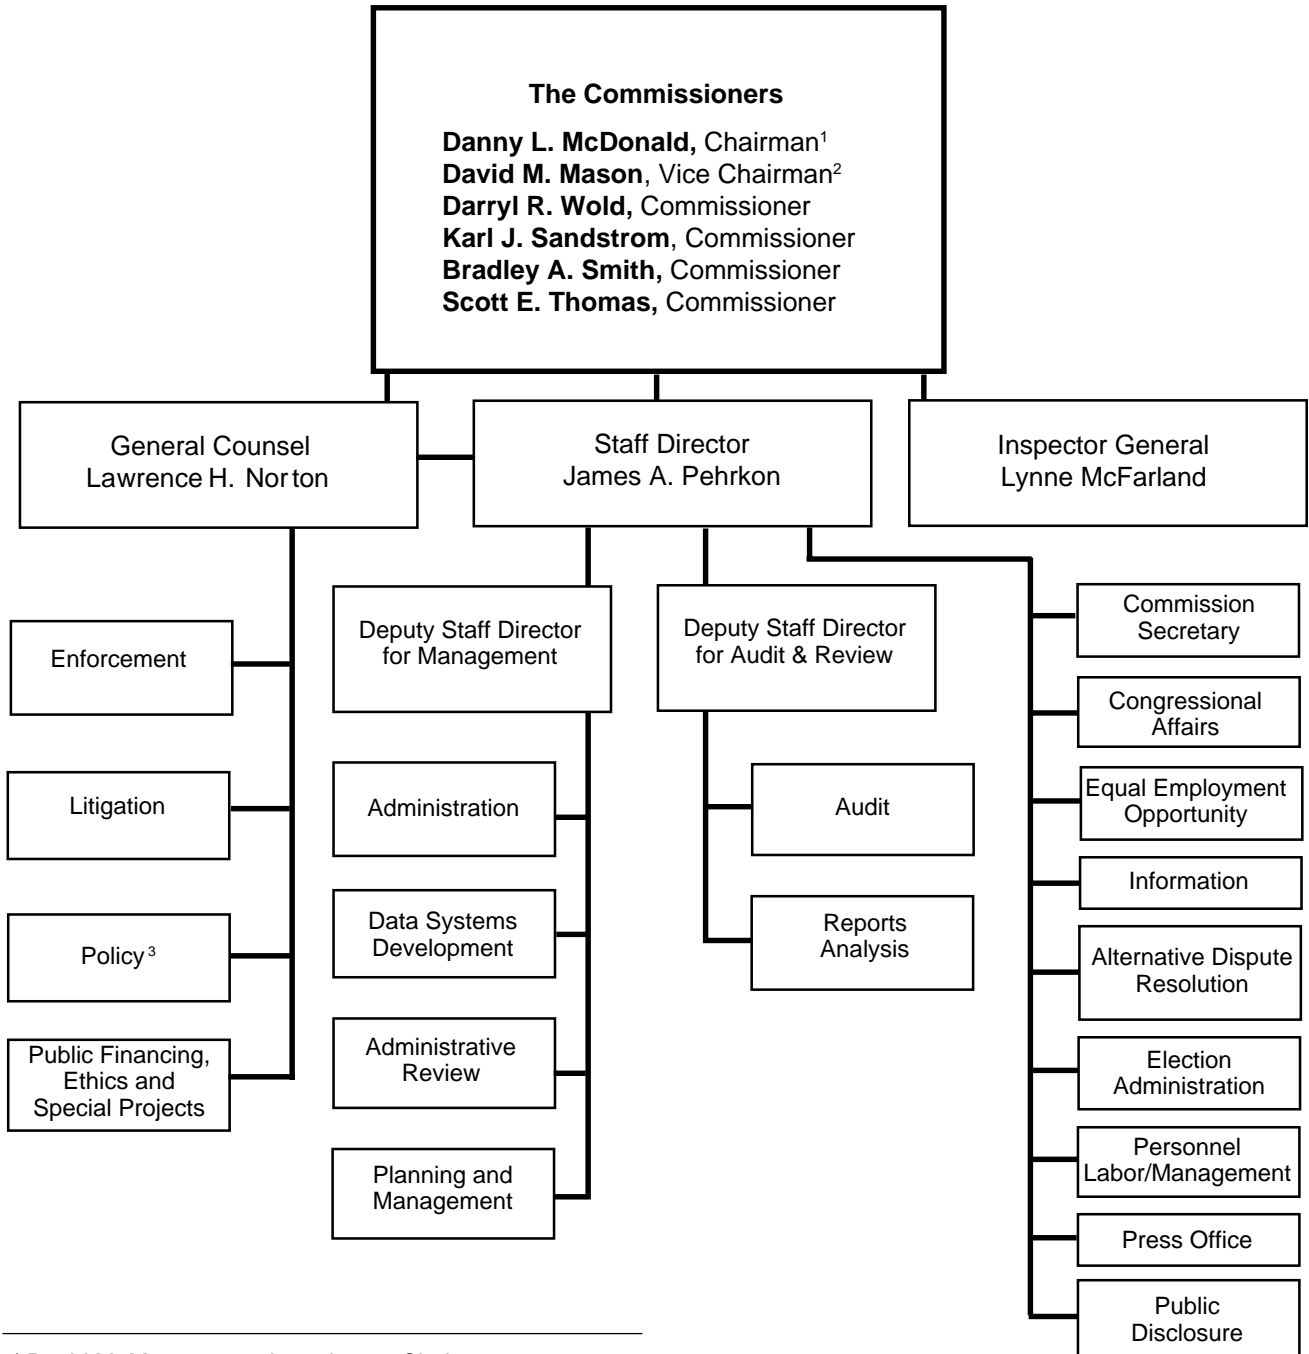 The Commissioners
Danny L. McDonald, Chairman¹
David M. Mason, Vice Chairman²
Darryl R. Wold, Commissioner
Karl J. Sandstrom, Commissioner
Bradley A. Smith, Commissioner
Scott E. Thomas, Commissioner
General Counsel
Lawrence H. Norton
Staff Director
James A. Pehrkon
Inspector General
Lynne McFarland
Enforcement
Litigation
Policy ³
Public Financing,
Ethics and
Special Projects
Deputy Staff Director
for Management
Administration
Data Systems
Development
Administrative
Review
Planning and
Management
Deputy Staff Director
for Audit & Review
Audit
Reports
Analysis
Commission
Secretary
Congressional
Affairs
Equal Employment
Opportunity
Information
Alternative Dispute
Resolution
Election
Administration
Personnel
Labor/Management
Press Office
Public
Disclosure